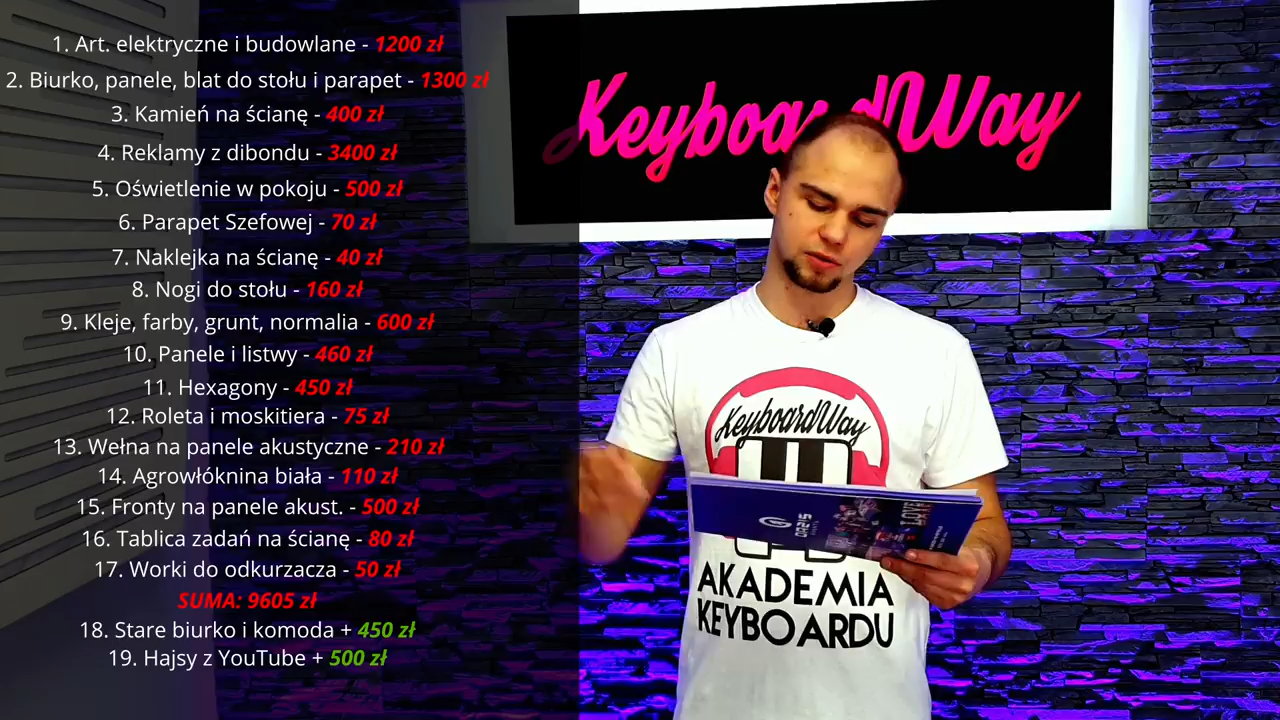 1. Art. elektryczne i budowlane - 1200 zł
2. Biurko, panele, blat do stołu i parapet - 1300 zł
3. Kamień na ścianę - 400 zł
4. Reklamy z dibondu - 3400 zł
5. Oświetlenie w pokoju - 500 zł
6. Parapet Szefowej - 70 zł
7. Naklejka na ścianę - 40 zł
8. Nogi do stołu - 160 zł
9. Kleje, farby, grunt, normalia - 600 zł
10. Panele i listwy - 460 zł
11. Hexagony - 450 zł
12. Roleta i moskitiera - 75 zł
13. Wełna na panele akustyczne - 210 zł
14. Agrowłóknina biała - 110 zł
15. Fronty na panele akust. - 500 zł
16. Tablica zadań na ścianę - 80 zł
17. Worki do odkurzacza - 50 zł
SUMA: 9605 zł
18. Stare biurko i komoda + 450 zł
19. Hajsy z YouTube + 500 zł
KeyboardWay
KeyboardWay
AKADEMIA
KEYBOARDU
LOVE